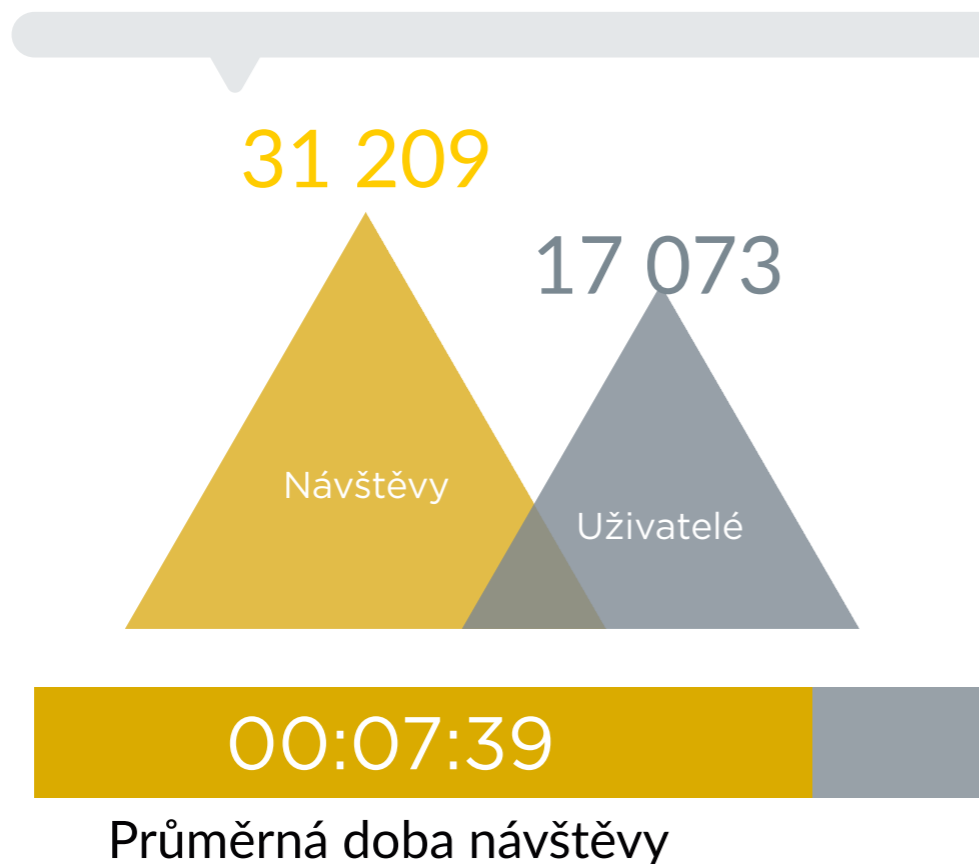 31 209
17 073
Návštěvy
Uživatelé
00:07:39
Průměrná doba návštěvy